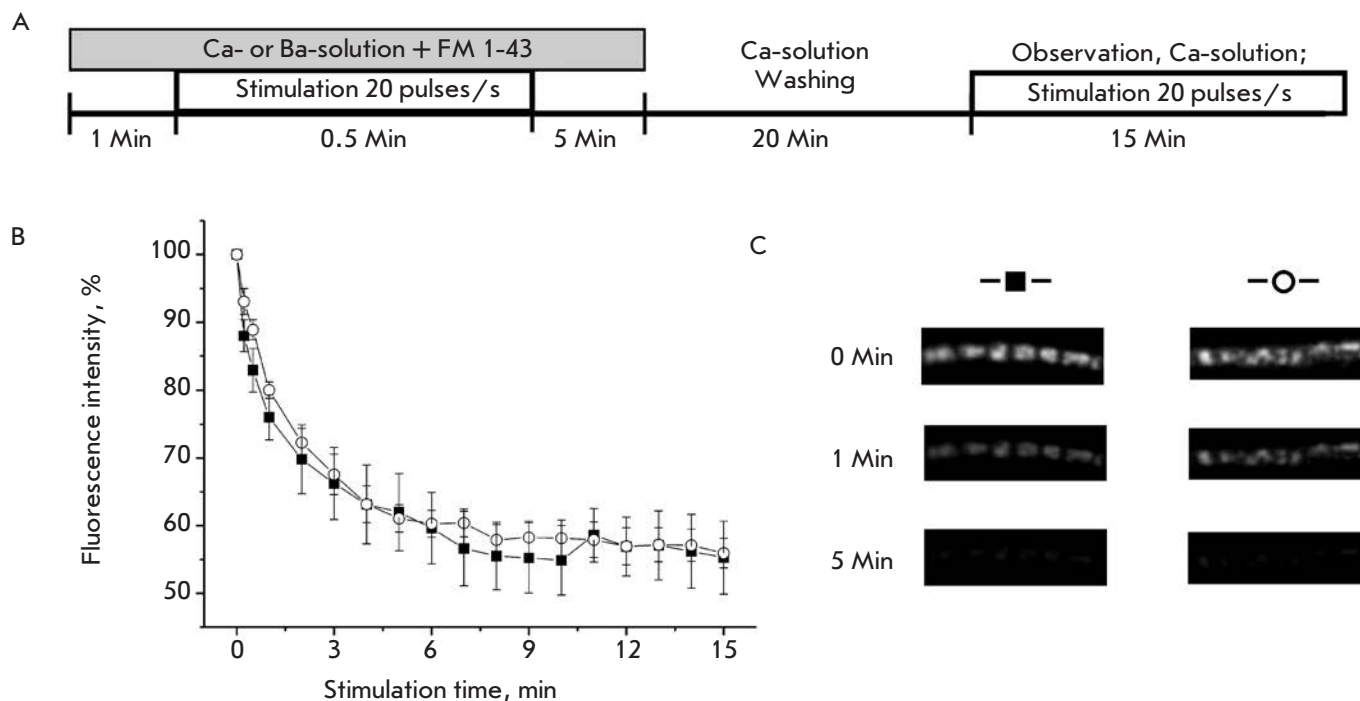 A
Ca- or Ba-solution + FM 1-43
Stimulation 20 pulses/s
Ca-solution
Washing
Observation, Ca-solution;
Stimulation 20 pulses/s
1 Min
0.5 Min
5 Min
20 Min
15 Min
B
100
90
80
70
60
50
Fluorescence intensity, %
0
3
6
9
12
15
Stimulation time, min
C
0 Min
1 Min
5 Min